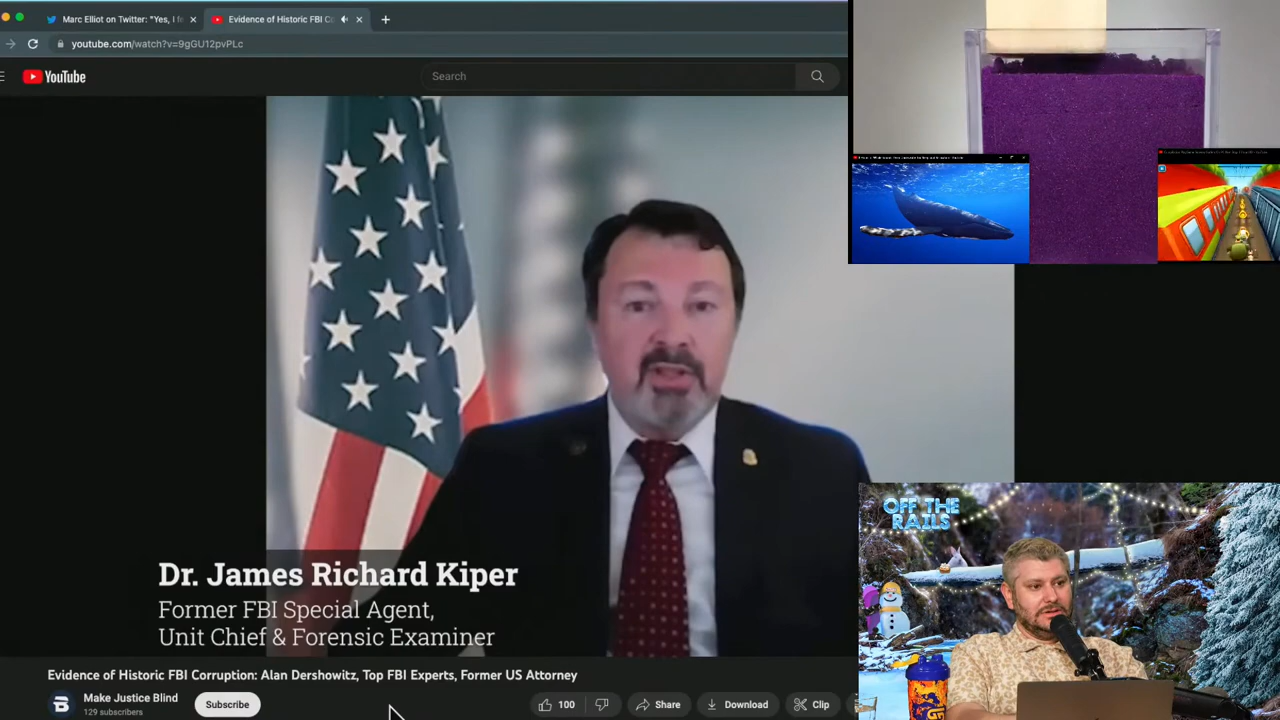 Marc Elliot on Twitter: "Yes, I fe
Evidence of Historic FBI Co
youtube.com/watch?v=9gGU12pvPLc
YouTube
Search
Dr. James Richard Kiper
Former FBI Special Agent,
Unit Chief & Forensic Examiner
OFF THE
RAILS
Evidence of Historic FBI Corruption: Alan Dershowitz, Top FBI Experts, Former US Attorney
Make Justice Blind
129 subscribers
Subscribe
100
Share
Download
Clip